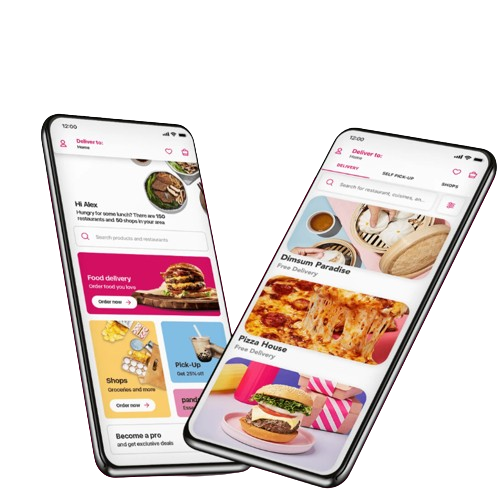 12:00
Deliver to:
Home
Hi Alex
Hungry for some lunch? There are 150
restaurants and 50 shops in your area
Search products and restaurants
Food delivery
Order food you love
Order now
Shops
Groceries and more
Order now
Pick-Up
Get 25% off
panda
Become a pro
and get exclusive deals
12:00
Deliver to:
Home
DELIVERY
SELF PICK-UP
SHOPS
Search for restaurant, cuisines, an..
Dimsum Paradise
Free Delivery
Pizza House
Free Delivery